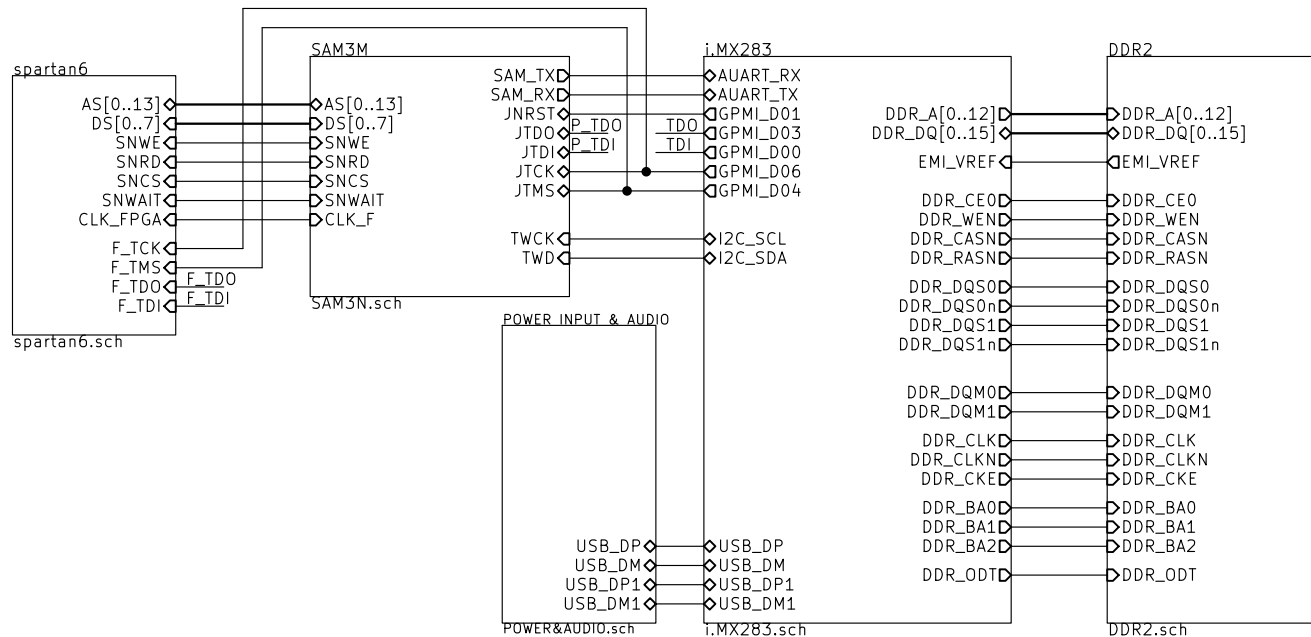 spartan6
AS[0..13]
DS[0..7]
SNWE
SNRD
SNCS
SNWAIT
CLK_FPGA
F_TCK
F_TMS
F_TDO
F_TDI
F_TDO
F_TDI
spartan6.sch
SAM3M
AS[0..13]
DS[0..7]
SNWE
SNRD
SNCS
SNWAIT
CLK_F
SAM_TX
SAM_RX
JNRST
JTDO
JTDI
JTCK
JTMS
TWCK
TWD
SAM3N.sch
P_TDO
P_TDI
TDO
TDI
POWER INPUT & AUDIO
USB_DP
USB_DM
USB_DP1
USB_DM1
POWER&AUDIO.sch
i.MX283
AUART_RX
AUART_TX
GPMI_D01
GPMI_D03
GPMI_D00
GPMI_D06
GPMI_D04
I2C_SCL
I2C_SDA
USB_DP
USB_DM
USB_DP1
USB_DM1
DDR_A[0..12]
DDR_DQ[0..15]
EMI_VREF
DDR_CE0
DDR_WEN
DDR_CASN
DDR_RASN
DDR_DQS0
DDR_DQS0n
DDR_DQS1
DDR_DQS1n
DDR_DQM0
DDR_DQM1
DDR_CLK
DDR_CLKN
DDR_CKE
DDR_BA0
DDR_BA1
DDR_BA2
DDR_ODT
i.MX283.sch
DDR2
DDR_A[0..12]
DDR_DQ[0..15]
EMI_VREF
DDR_CE0
DDR_WEN
DDR_CASN
DDR_RASN
DDR_DQS0
DDR_DQS0n
DDR_DQS1
DDR_DQS1n
DDR_DQM0
DDR_DQM1
DDR_CLK
DDR_CLKN
DDR_CKE
DDR_BA0
DDR_BA1
DDR_BA2
DDR_ODT
DDR2.sch